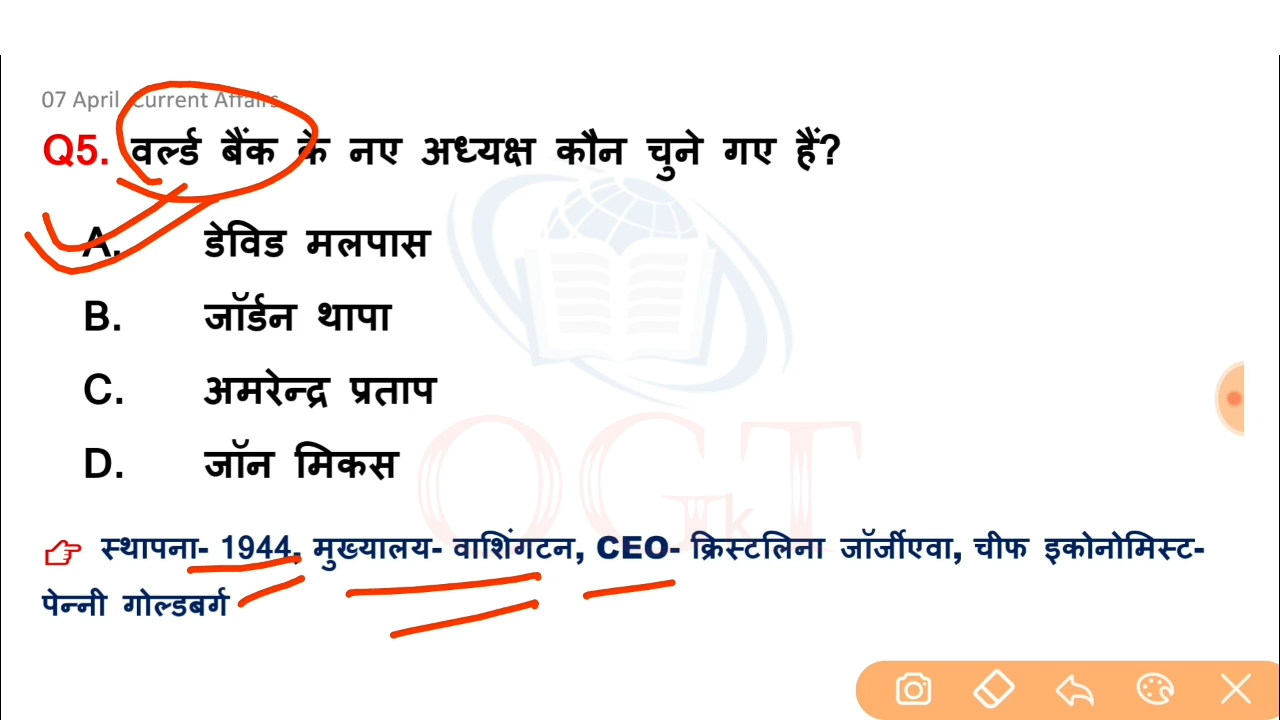 07 April Current Affairs
Q5. वर्ल्ड बैंक के नए अध्यक्ष कौन चुने गए हैं?
A. डेविड मलपास
B. जॉर्डन थापा
C. अमरेन्द्र प्रताप
D. जॉन मिकस
OGT
k
स्थापना- 1944, मुख्यालय- वाशिंगटन, CEO- क्रिस्टलिना जॉर्जीएवा, चीफ इकोनोमिस्ट-
पेन्नी गोल्डबर्ग